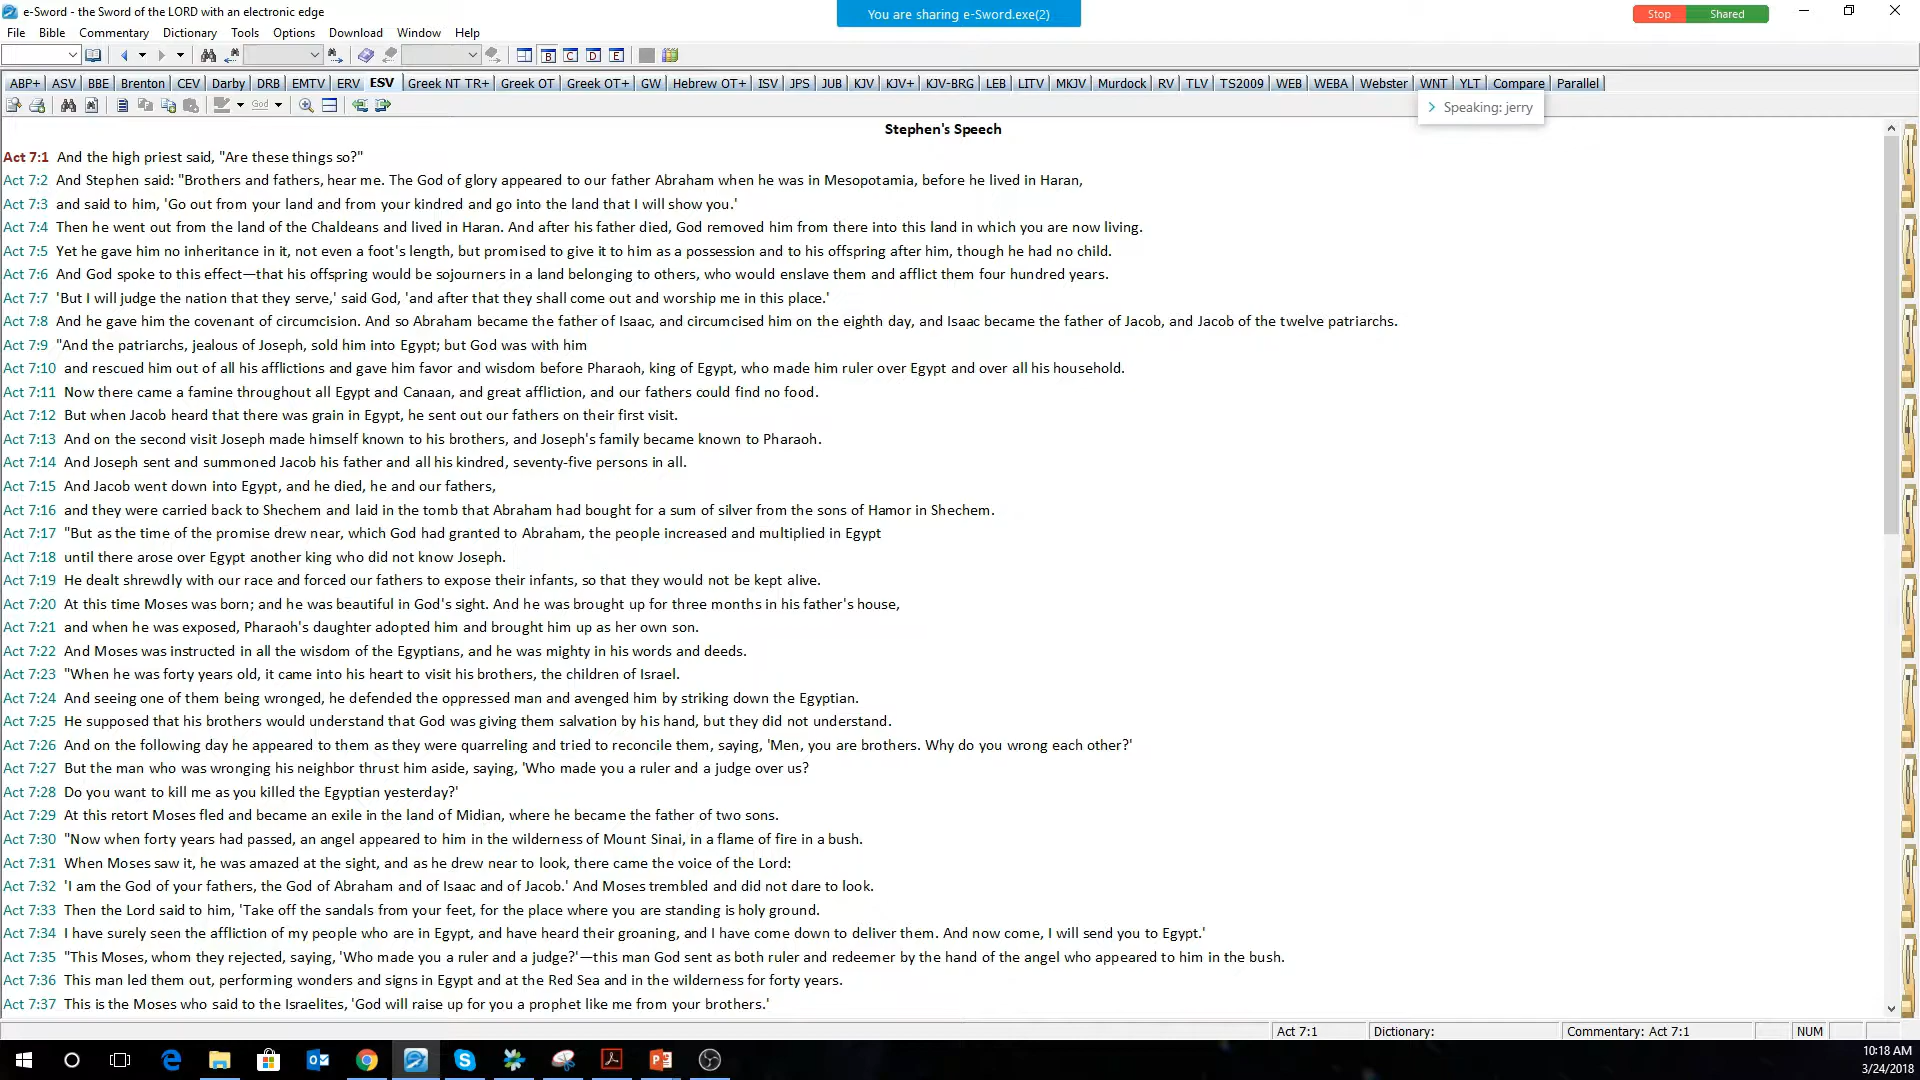 e-Sword - the Sword of the LORD with an electronic edge
You are sharing e-Sword.exe(2)
Stop Shared
File Bible Commentary Dictionary Tools Options Download Window Help
B C D E
ABP+ ASV BBE Brenton CEV Darby DRB EMTV ERV ESV Greek NT TR+ Greek OT Greek OT+ GW Hebrew OT+ ISV JPS JUB KJV KJV+ KJV-BRG LEB LITV MKJV Murdock RV TLV TS2009 WEB WEBA Webster WNT YLT Compare Parallel
God
Speaking: jerry
Stephen's Speech
Act 7:1 And the high priest said, "Are these things so?"
Act 7:2 And Stephen said: "Brothers and fathers, hear me. The God of glory appeared to our father Abraham when he was in Mesopotamia, before he lived in Haran,
Act 7:3 and said to him, 'Go out from your land and from your kindred and go into the land that I will show you.'
Act 7:4 Then he went out from the land of the Chaldeans and lived in Haran. And after his father died, God removed him from there into this land in which you are now living.
Act 7:5 Yet he gave him no inheritance in it, not even a foot's length, but promised to give it to him as a possession and to his offspring after him, though he had no child.
Act 7:6 And God spoke to this effect—that his offspring would be sojourners in a land belonging to others, who would enslave them and afflict them four hundred years.
Act 7:7 'But I will judge the nation that they serve,' said God, 'and after that they shall come out and worship me in this place.'
Act 7:8 And he gave him the covenant of circumcision. And so Abraham became the father of Isaac, and circumcised him on the eighth day, and Isaac became the father of Jacob, and Jacob of the twelve patriarchs.
Act 7:9 "And the patriarchs, jealous of Joseph, sold him into Egypt; but God was with him
Act 7:10 and rescued him out of all his afflictions and gave him favor and wisdom before Pharaoh, king of Egypt, who made him ruler over Egypt and over all his household.
Act 7:11 Now there came a famine throughout all Egypt and Canaan, and great affliction, and our fathers could find no food.
Act 7:12 But when Jacob heard that there was grain in Egypt, he sent out our fathers on their first visit.
Act 7:13 And on the second visit Joseph made himself known to his brothers, and Joseph's family became known to Pharaoh.
Act 7:14 And Joseph sent and summoned Jacob his father and all his kindred, seventy-five persons in all.
Act 7:15 And Jacob went down into Egypt, and he died, he and our fathers,
Act 7:16 and they were carried back to Shechem and laid in the tomb that Abraham had bought for a sum of silver from the sons of Hamor in Shechem.
Act 7:17 "But as the time of the promise drew near, which God had granted to Abraham, the people increased and multiplied in Egypt
Act 7:18 until there arose over Egypt another king who did not know Joseph.
Act 7:19 He dealt shrewdly with our race and forced our fathers to expose their infants, so that they would not be kept alive.
Act 7:20 At this time Moses was born; and he was beautiful in God's sight. And he was brought up for three months in his father's house,
Act 7:21 and when he was exposed, Pharaoh's daughter adopted him and brought him up as her own son.
Act 7:22 And Moses was instructed in all the wisdom of the Egyptians, and he was mighty in his words and deeds.
Act 7:23 "When he was forty years old, it came into his heart to visit his brothers, the children of Israel.
Act 7:24 And seeing one of them being wronged, he defended the oppressed man and avenged him by striking down the Egyptian.
Act 7:25 He supposed that his brothers would understand that God was giving them salvation by his hand, but they did not understand.
Act 7:26 And on the following day he appeared to them as they were quarreling and tried to reconcile them, saying, 'Men, you are brothers. Why do you wrong each other?'
Act 7:27 But the man who was wronging his neighbor thrust him aside, saying, 'Who made you a ruler and a judge over us?
Act 7:28 Do you want to kill me as you killed the Egyptian yesterday?'
Act 7:29 At this retort Moses fled and became an exile in the land of Midian, where he became the father of two sons.
Act 7:30 "Now when forty years had passed, an angel appeared to him in the wilderness of Mount Sinai, in a flame of fire in a bush.
Act 7:31 When Moses saw it, he was amazed at the sight, and as he drew near to look, there came the voice of the Lord:
Act 7:32 'I am the God of your fathers, the God of Abraham and of Isaac and of Jacob.' And Moses trembled and did not dare to look.
Act 7:33 Then the Lord said to him, 'Take off the sandals from your feet, for the place where you are standing is holy ground.
Act 7:34 I have surely seen the affliction of my people who are in Egypt, and have heard their groaning, and I have come down to deliver them. And now come, I will send you to Egypt.'
Act 7:35 "This Moses, whom they rejected, saying, 'Who made you a ruler and a judge?'—this man God sent as both ruler and redeemer by the hand of the angel who appeared to him in the bush.
Act 7:36 This man led them out, performing wonders and signs in Egypt and at the Red Sea and in the wilderness for forty years.
Act 7:37 This is the Moses who said to the Israelites, 'God will raise up for you a prophet like me from your brothers.'
Act 7:1 Dictionary: Commentary: Act 7:1 NUM
10:18 AM
3/24/2018